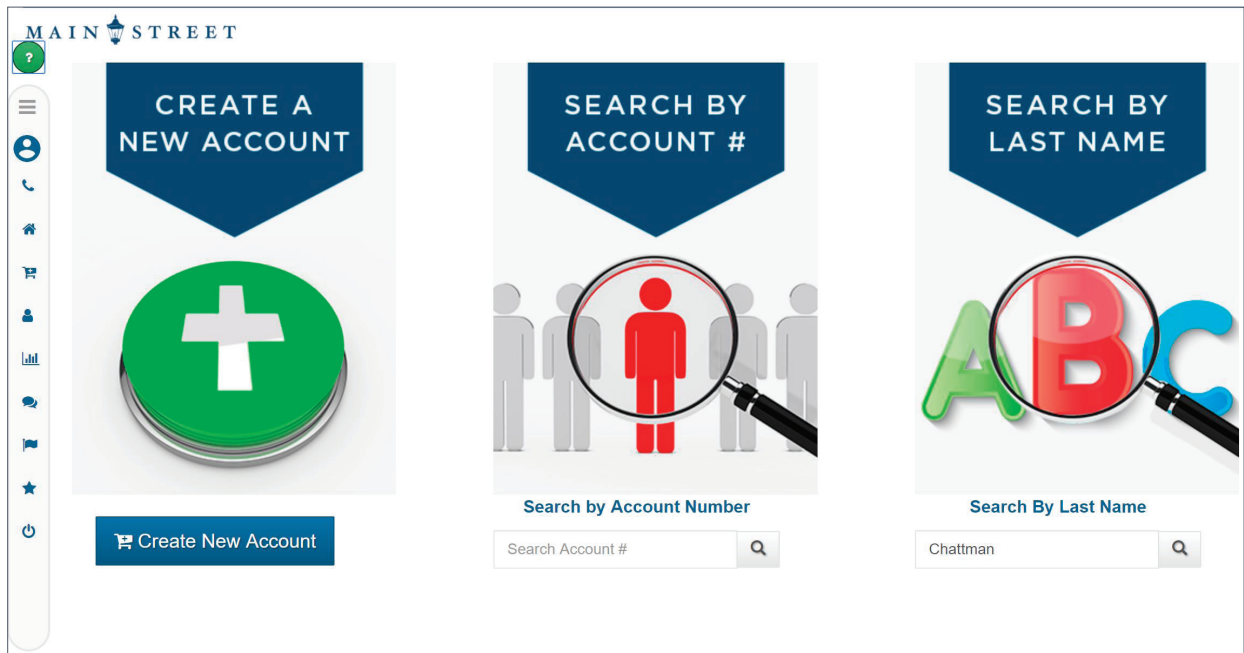 MAIN STREET
?
CREATE A
NEW ACCOUNT
SEARCH BY
ACCOUNT #
SEARCH BY
LAST NAME
ABC
Search by Account Number
Search By Last Name
Create New Account
Search Account #
Chattman